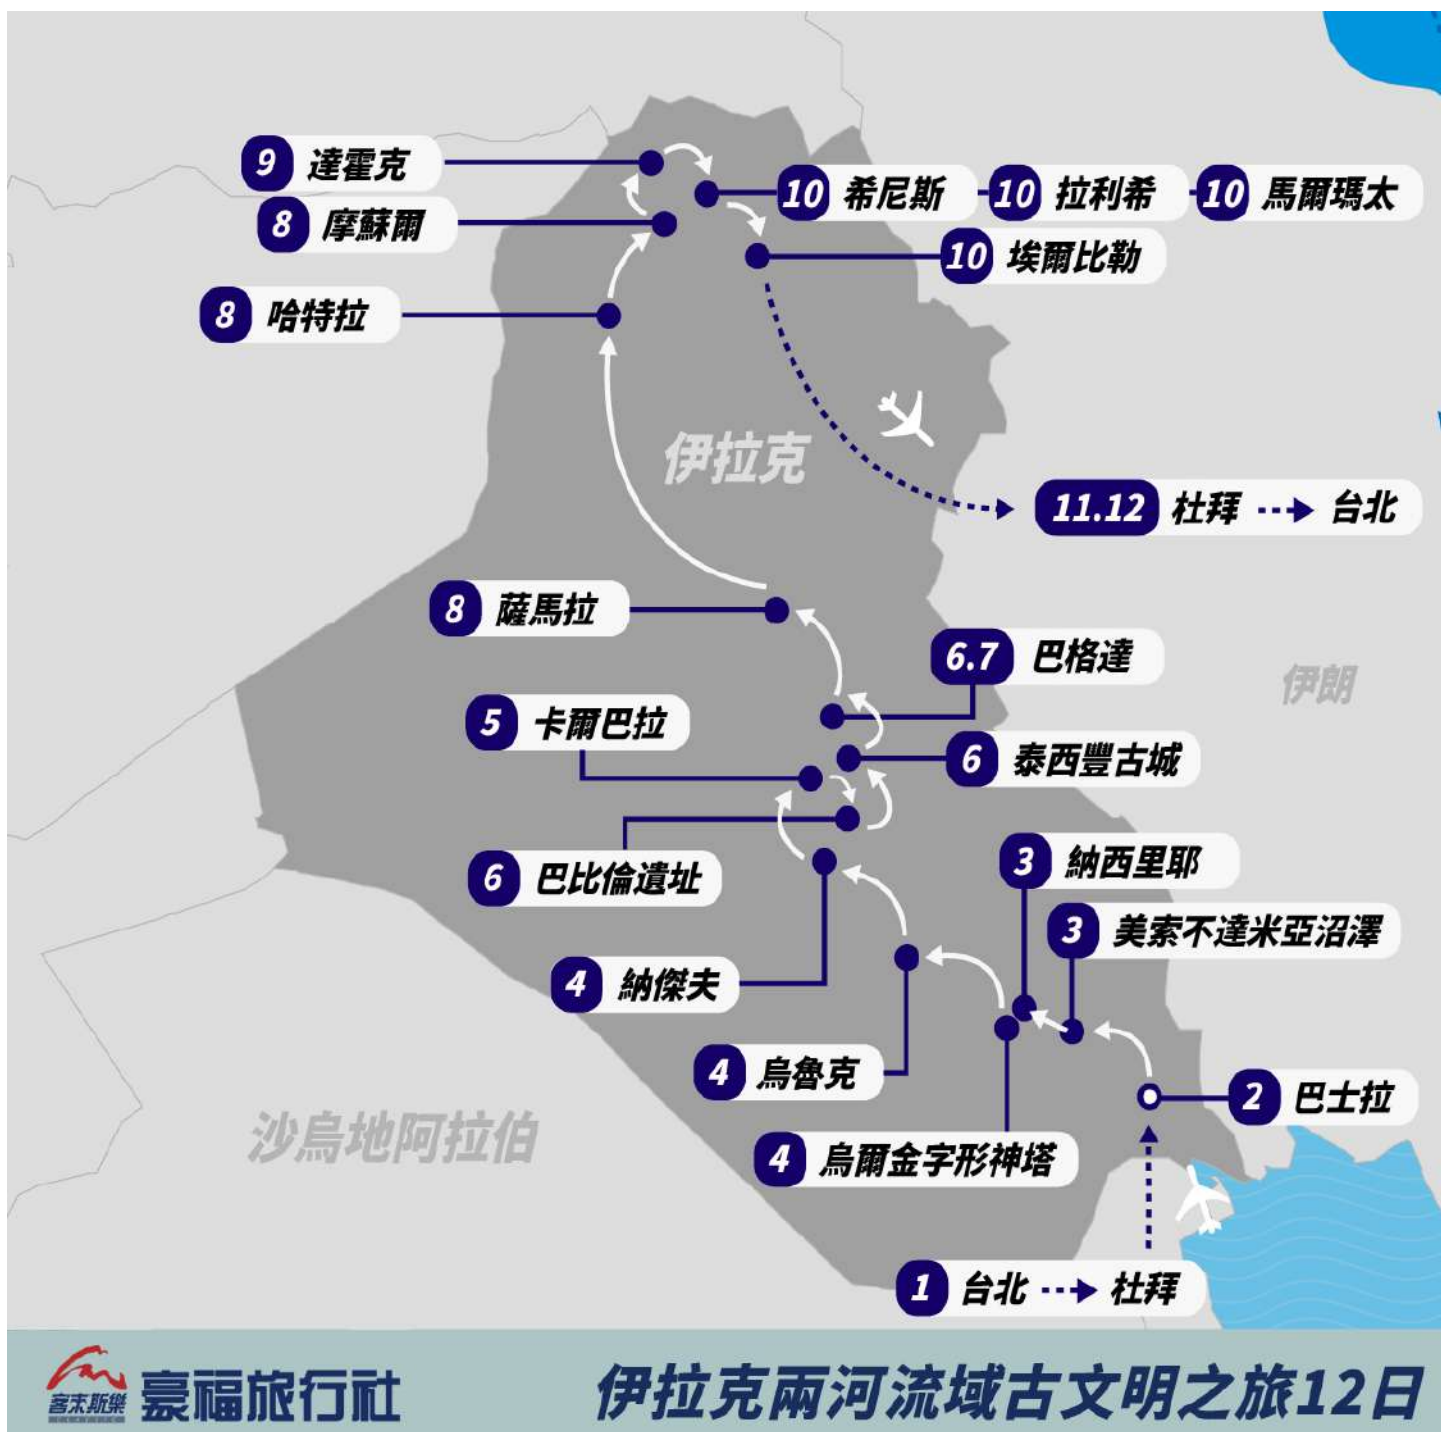 9 達霍克
10 希尼斯 10 拉利希 10 馬爾瑪太
8 摩蘇爾
10 埃爾比勒
8 哈特拉
伊拉克
11.12 杜拜 台北
8 薩馬拉
6.7 巴格達
伊朗
5 卡爾巴拉
6 泰西豐古城
3 納西里耶
6 巴比倫遺址
3 美索不達米亞沼澤
4 納傑夫
4 烏魯克
2 巴士拉
沙烏地阿拉伯
4 烏爾金字形神塔
1 台北 杜拜
客末斯樂
CLASSIC
豪福旅行社
伊拉克兩河流域古文明之旅12日